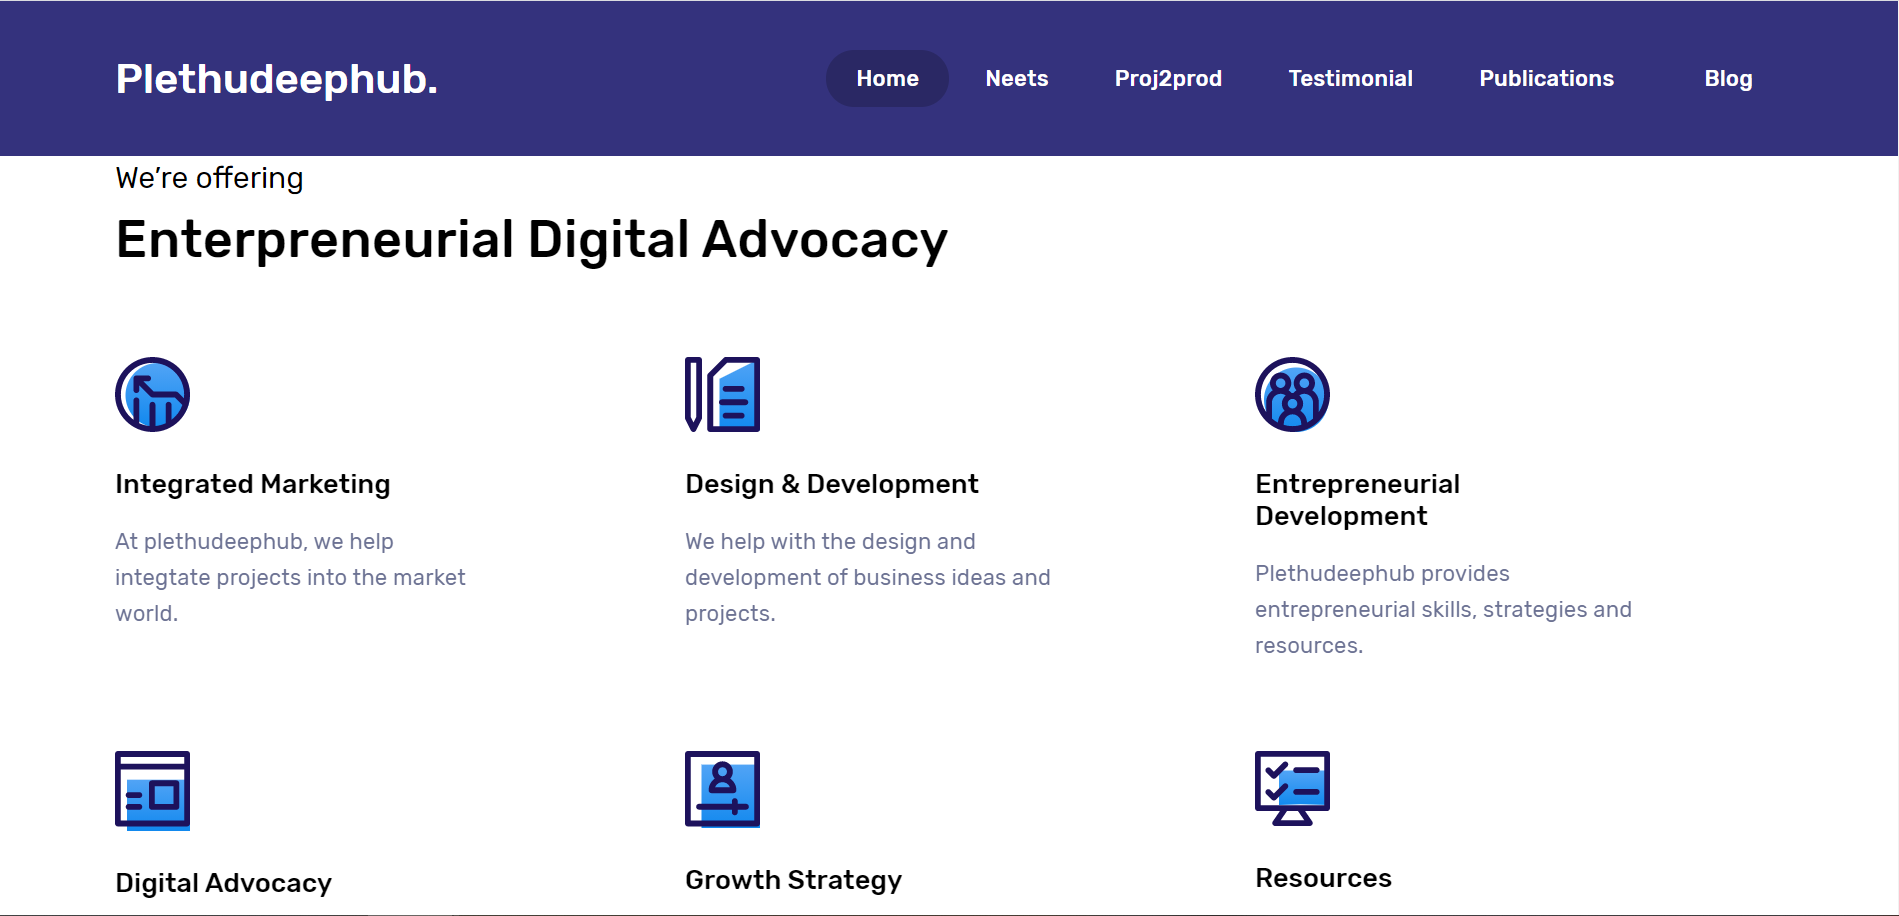 Plethudeephub.
Home Neets Proj2prod Testimonial Publications Blog
We’re offering
Enterpreneurial Digital Advocacy
Integrated Marketing
At plethudeephub, we help
integtate projects into the market
world.
Design & Development
We help with the design and
development of business ideas and
projects.
Entrepreneurial
Development
Plethudeephub provides
entrepreneurial skills, strategies and
resources.
Digital Advocacy
Growth Strategy
Resources